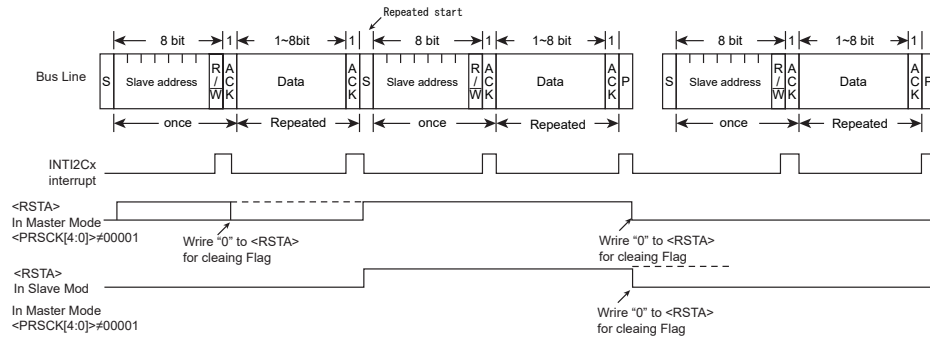 Repeated start
8 bit 1 1~8bit 1 8 bit 1 1~8 bit 1 8 bit 1 1~8 bit 1
Bus Line S Slave address R/W ACK Data ACK S Slave address R/W ACK Data ACK P S Slave address R/W ACK Data ACK P
once Repeated once Repeated once Repeated
INTI2Cx
interrupt
<RSTA>
In Master Mode
<PRSCK[4:0]>≠00001
Wrire “0” to <RSTA>
for cleaing Flag
Wrire “0” to <RSTA>
for cleaing Flag
<RSTA>
In Slave Mod
In Master Mode
<PRSCK[4:0]>≠00001
Wrire “0” to <RSTA>
for cleaing Flag